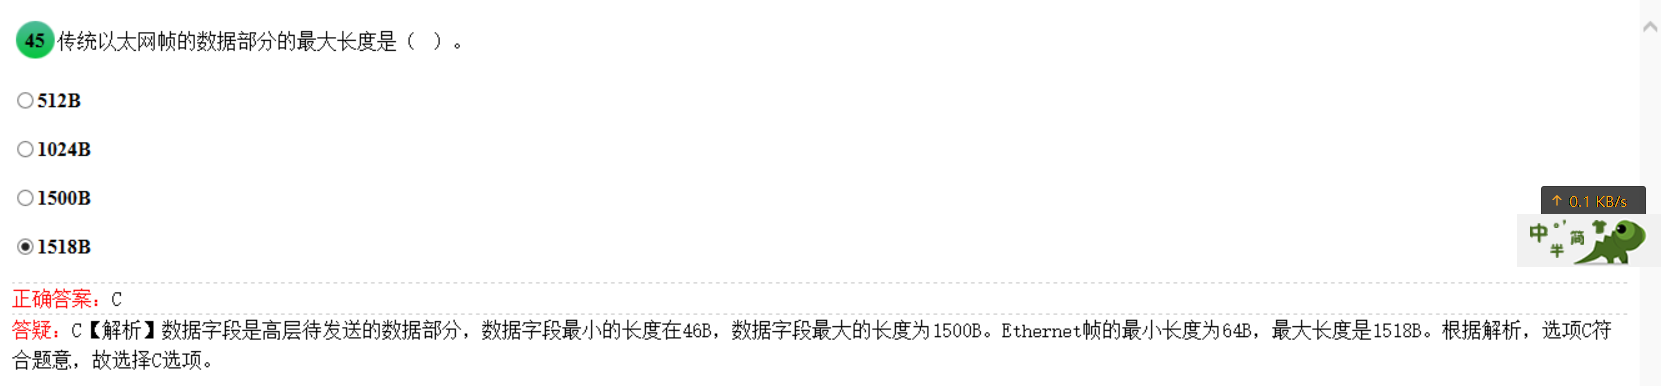 45 传统以太网帧的数据部分的最大长度是（ ）。
512B
1024B
1500B
1518B
↑ 0.1 KB/s
中 °’ 半 简
正确答案：C
答疑：C【解析】数据字段是高层待发送的数据部分，数据字段最小的长度在46B，数据字段最大的长度为1500B。Ethernet帧的最小长度为64B，最大长度是1518B。根据解析，选项C符
合题意，故选择C选项。